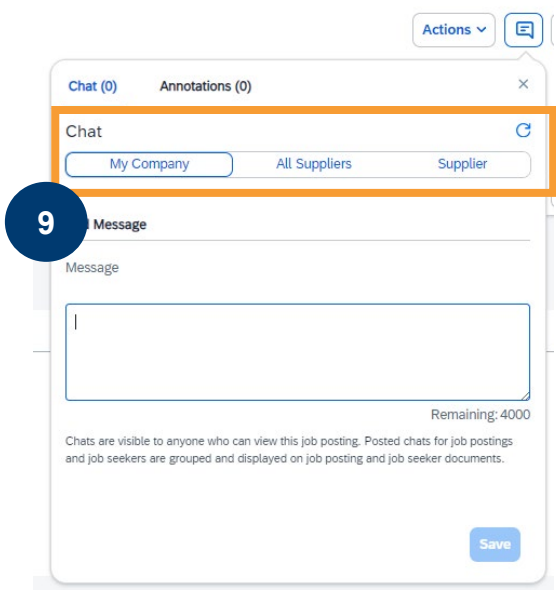 Actions
Chat (0) Annotations (0)
Chat
My Company All Suppliers Supplier
9
Message
Message
Remaining: 4000
Chats are visible to anyone who can view this job posting. Posted chats for job postings
and job seekers are grouped and displayed on job posting and job seeker documents.
Save